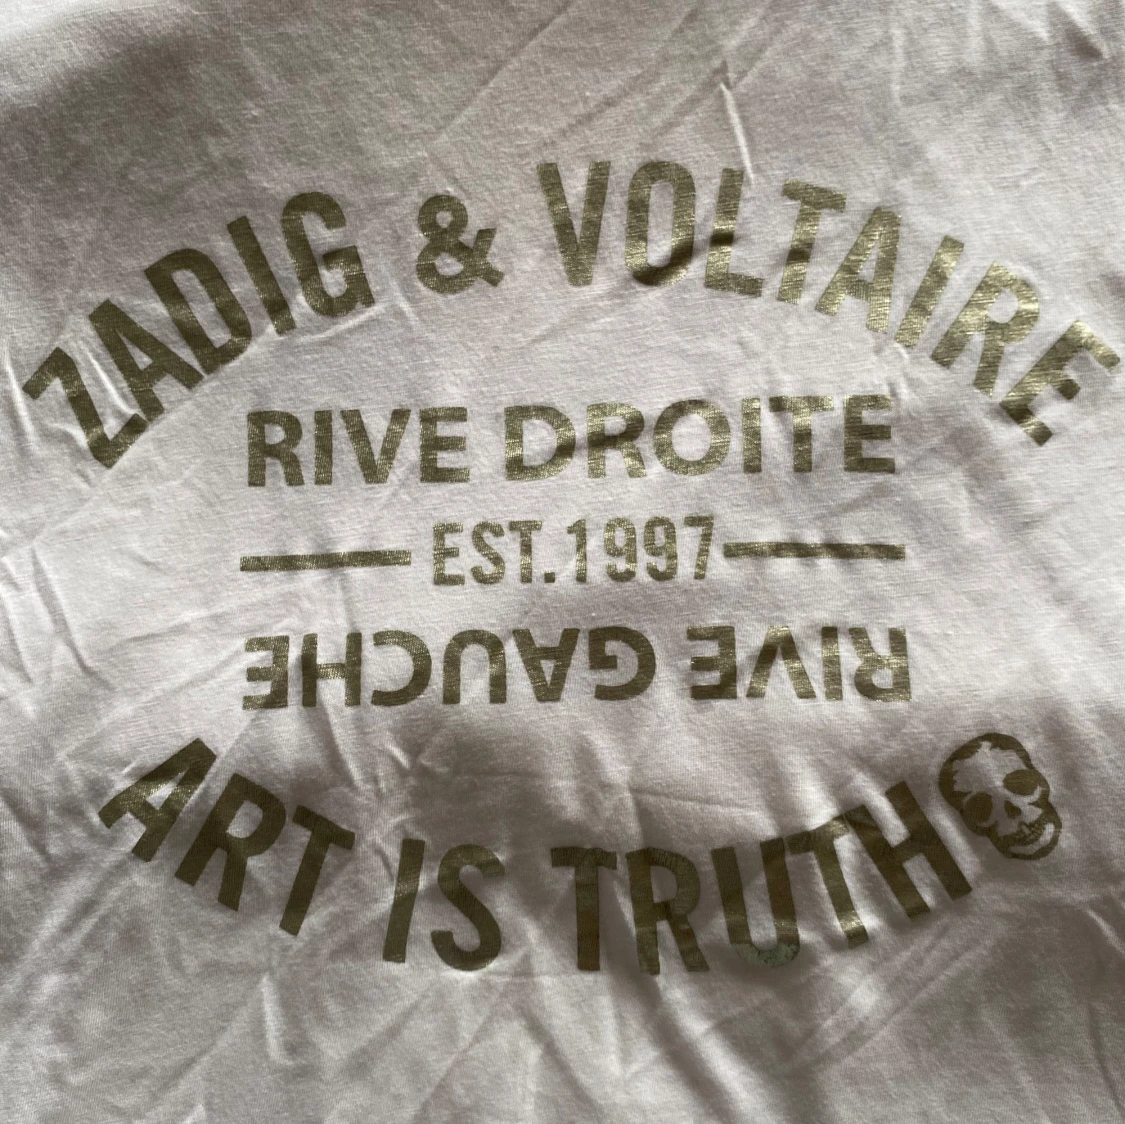 ZADIG & VOLTAIRE
RIVE DROITE
EST.1997
RIVE GAUCHE
ART IS TRUTH